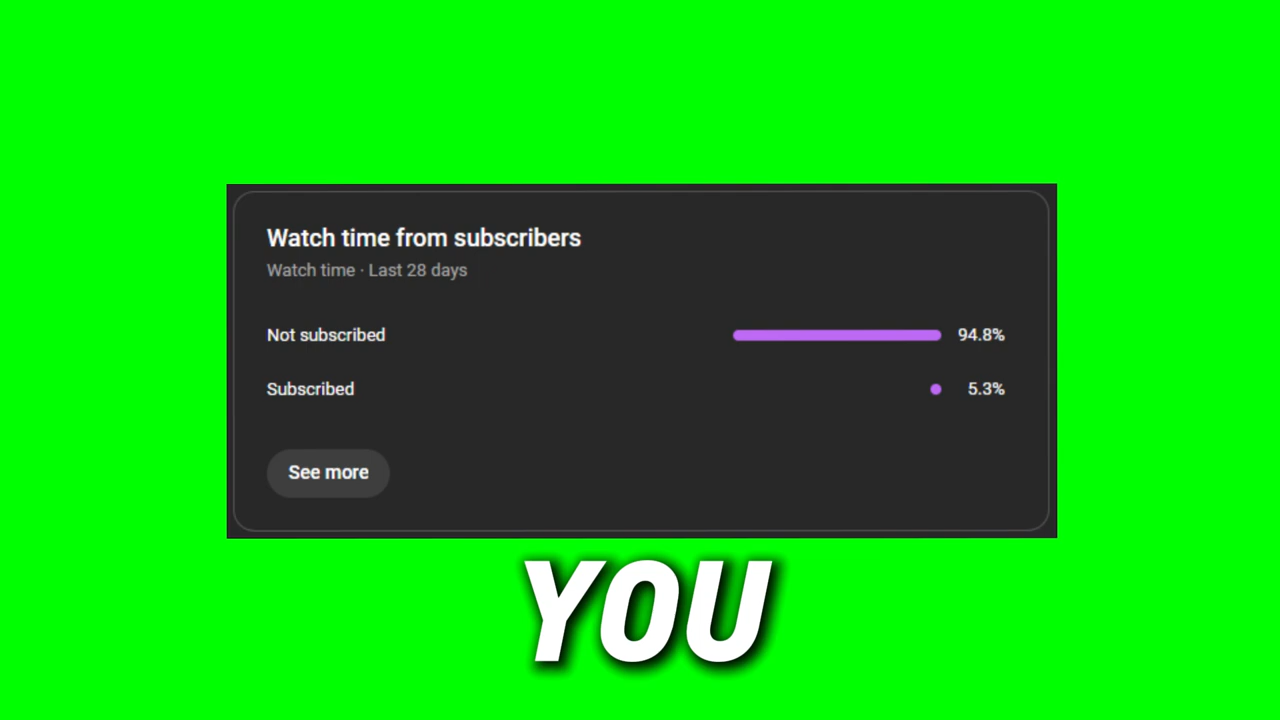 Watch time from subscribers
Watch time · Last 28 days
Not subscribed 94.8%
Subscribed 5.3%
See more
YOU